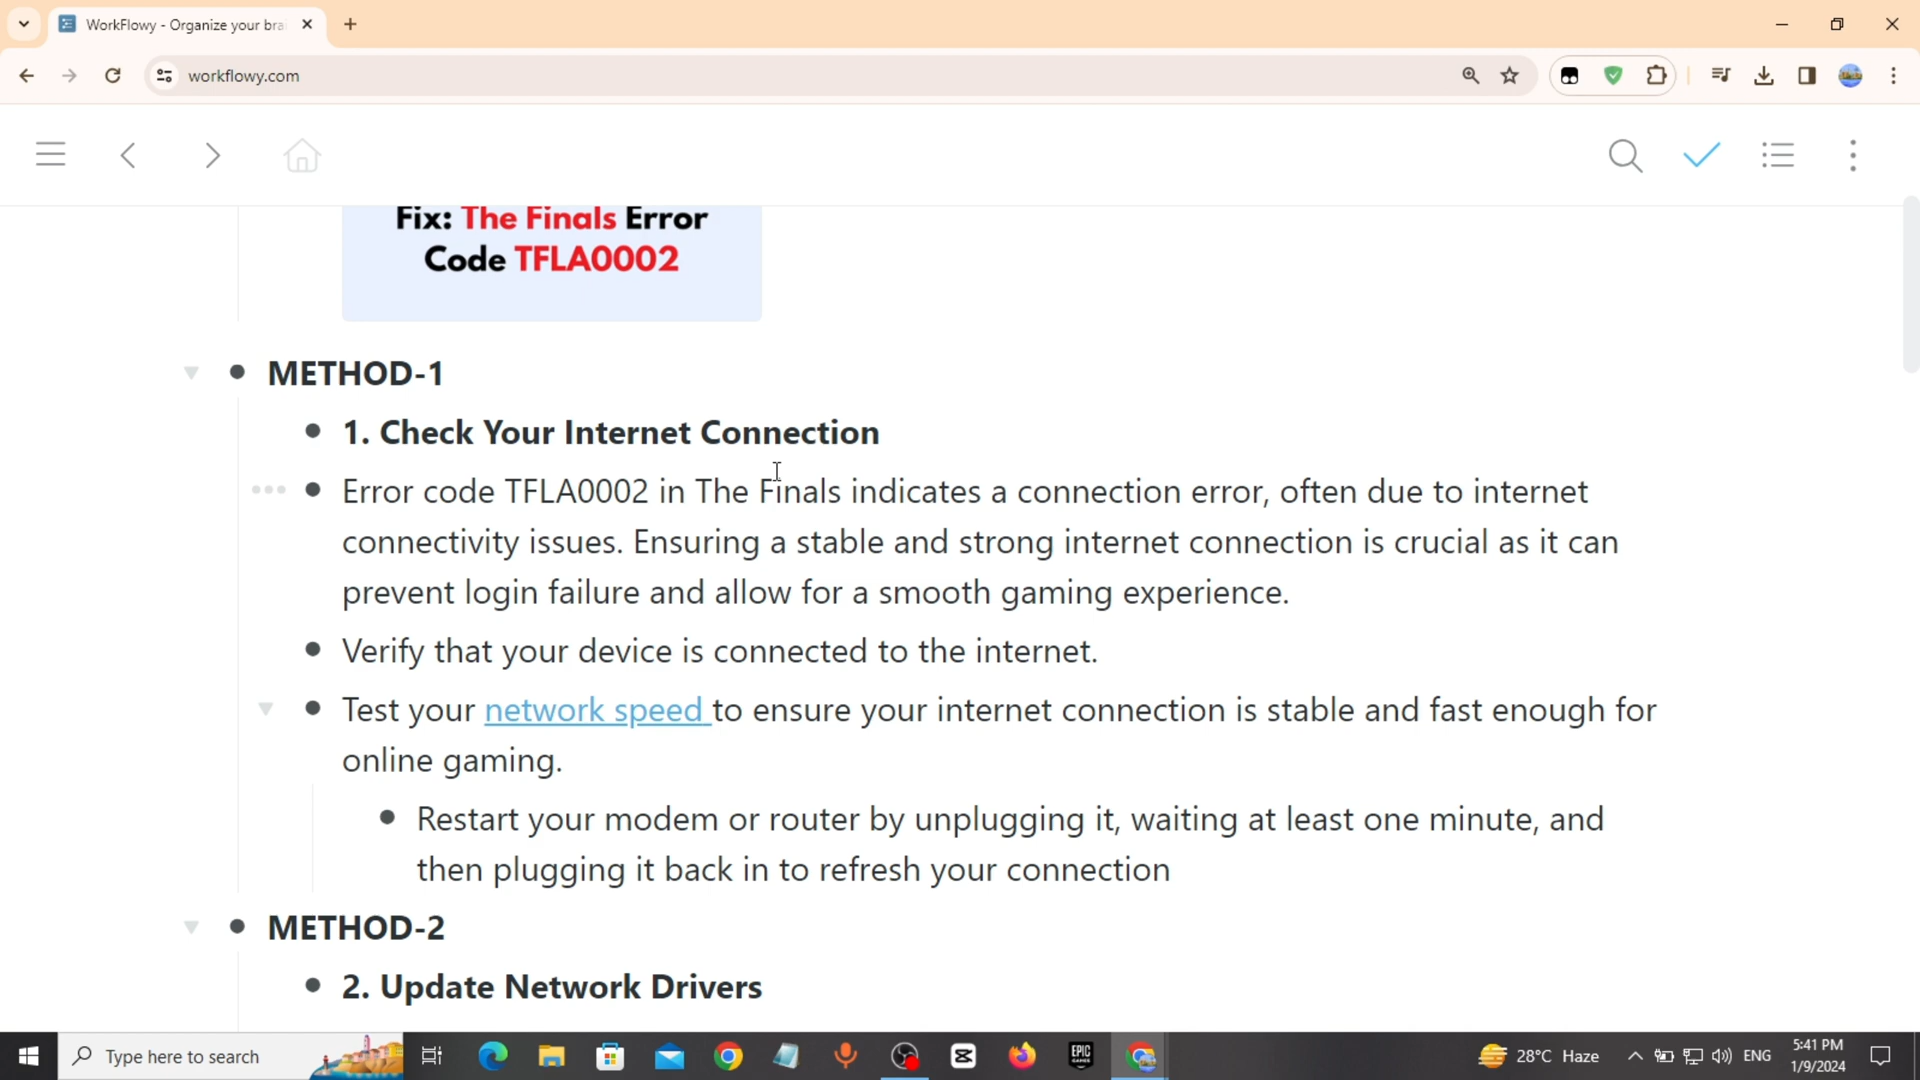 WorkFlowy - Organize your brai
workflowy.com
Fix: The Finals Error
Code TFLA0002
METHOD-1
1. Check Your Internet Connection
Error code TFLA0002 in The Finals indicates a connection error, often due to internet
connectivity issues. Ensuring a stable and strong internet connection is crucial as it can
prevent login failure and allow for a smooth gaming experience.
Verify that your device is connected to the internet.
Test your network speed to ensure your internet connection is stable and fast enough for
online gaming.
Restart your modem or router by unplugging it, waiting at least one minute, and
then plugging it back in to refresh your connection
METHOD-2
2. Update Network Drivers
Type here to search
EPIC
GAMES
28°C Haze
ENG
5:41 PM
1/9/2024